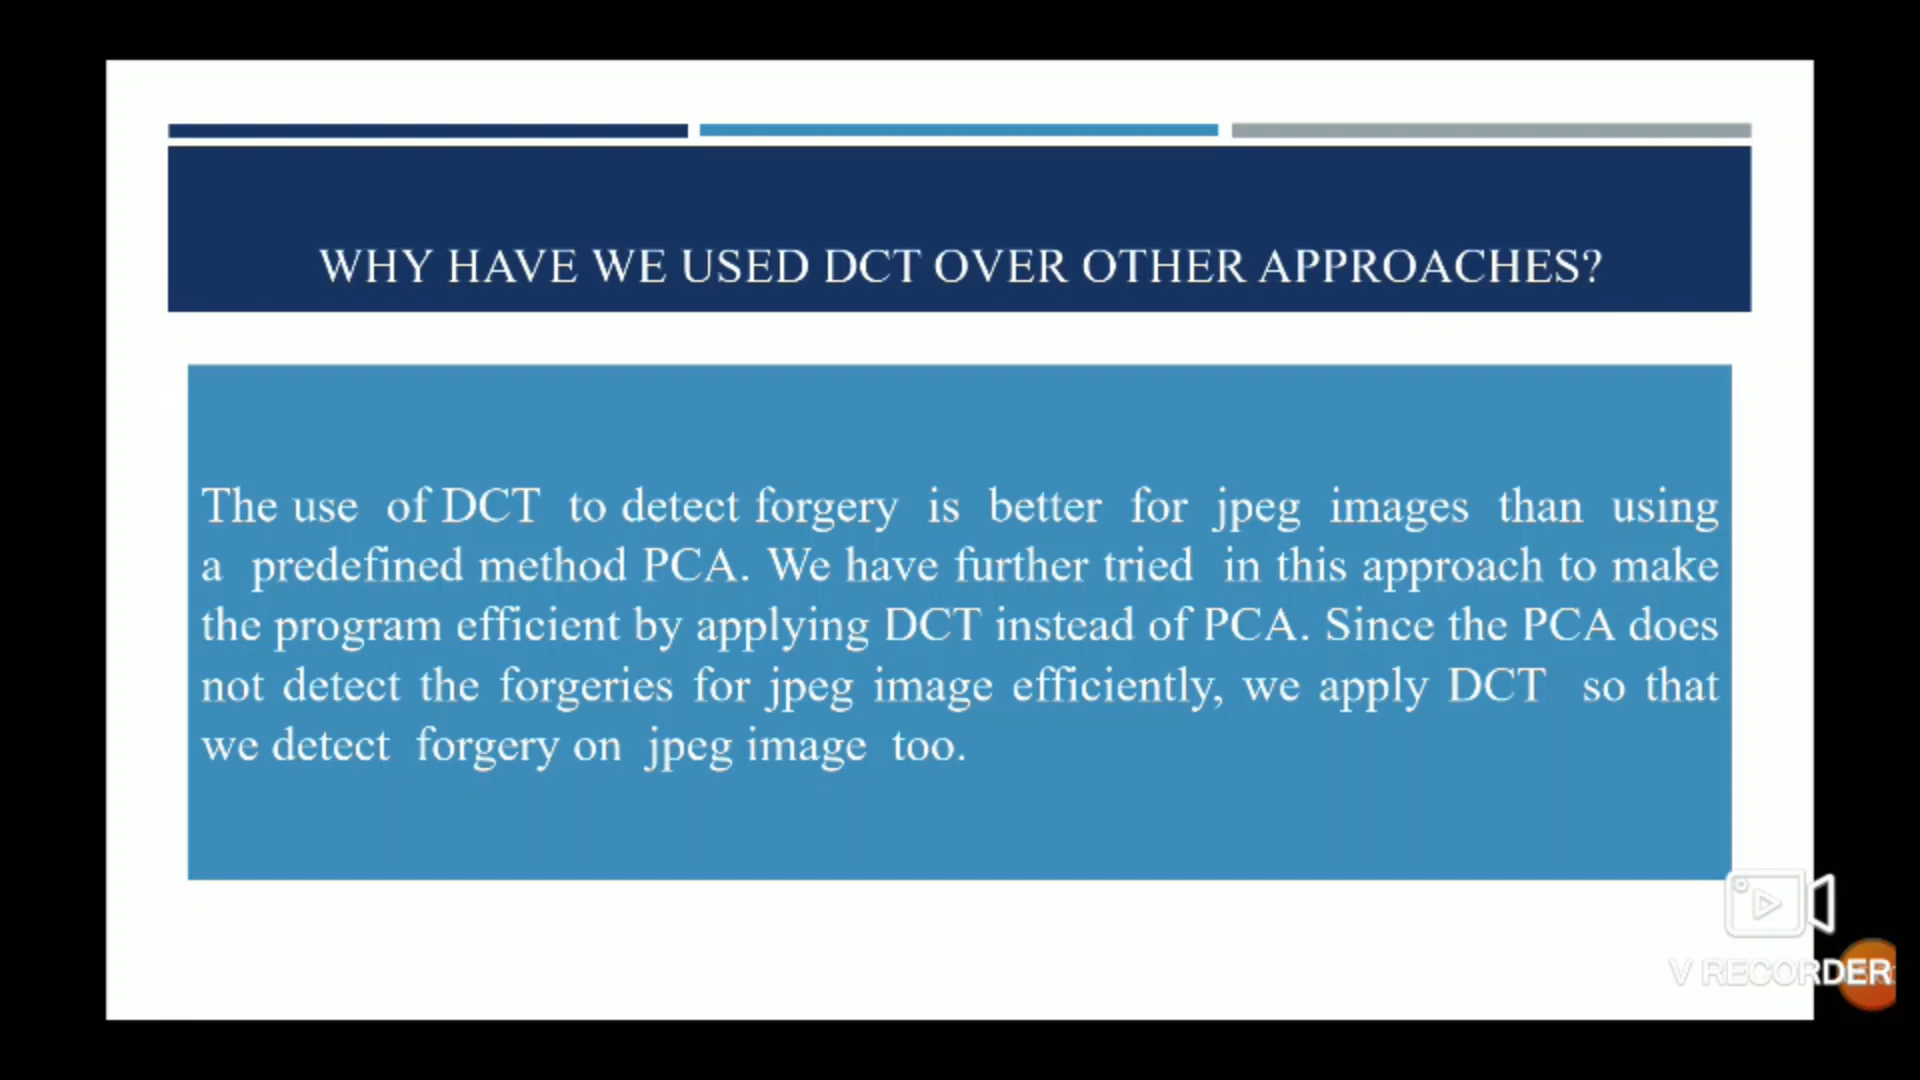 WHY HAVE WE USED DCT OVER OTHER APPROACHES?
The use of DCT to detect forgery is better for jpeg images than using
a predefined method PCA. We have further tried in this approach to make
the program efficient by applying DCT instead of PCA. Since the PCA does
not detect the forgeries for jpeg image efficiently, we apply DCT so that
we detect forgery on jpeg image too.
V RECORDER